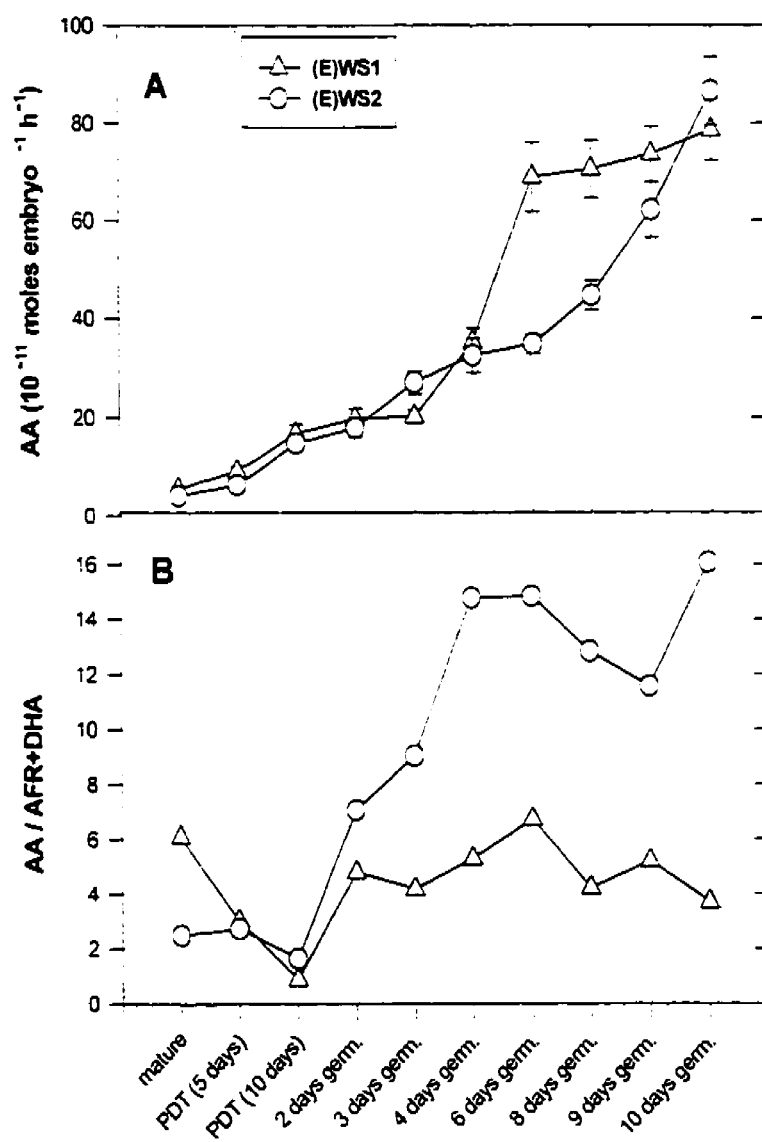 100
80
60
40
20
0
AA (10 ⁻¹¹ moles embryo ⁻¹ h⁻¹)
A
(E)WS1
(E)WS2
16
14
12
10
8
6
4
2
0
AA / AFR+DHA
B
mature
PDT (5 days)
PDT (10 days)
2 days germ.
3 days germ.
4 days germ.
6 days germ.
8 days germ.
9 days germ.
10 days germ.